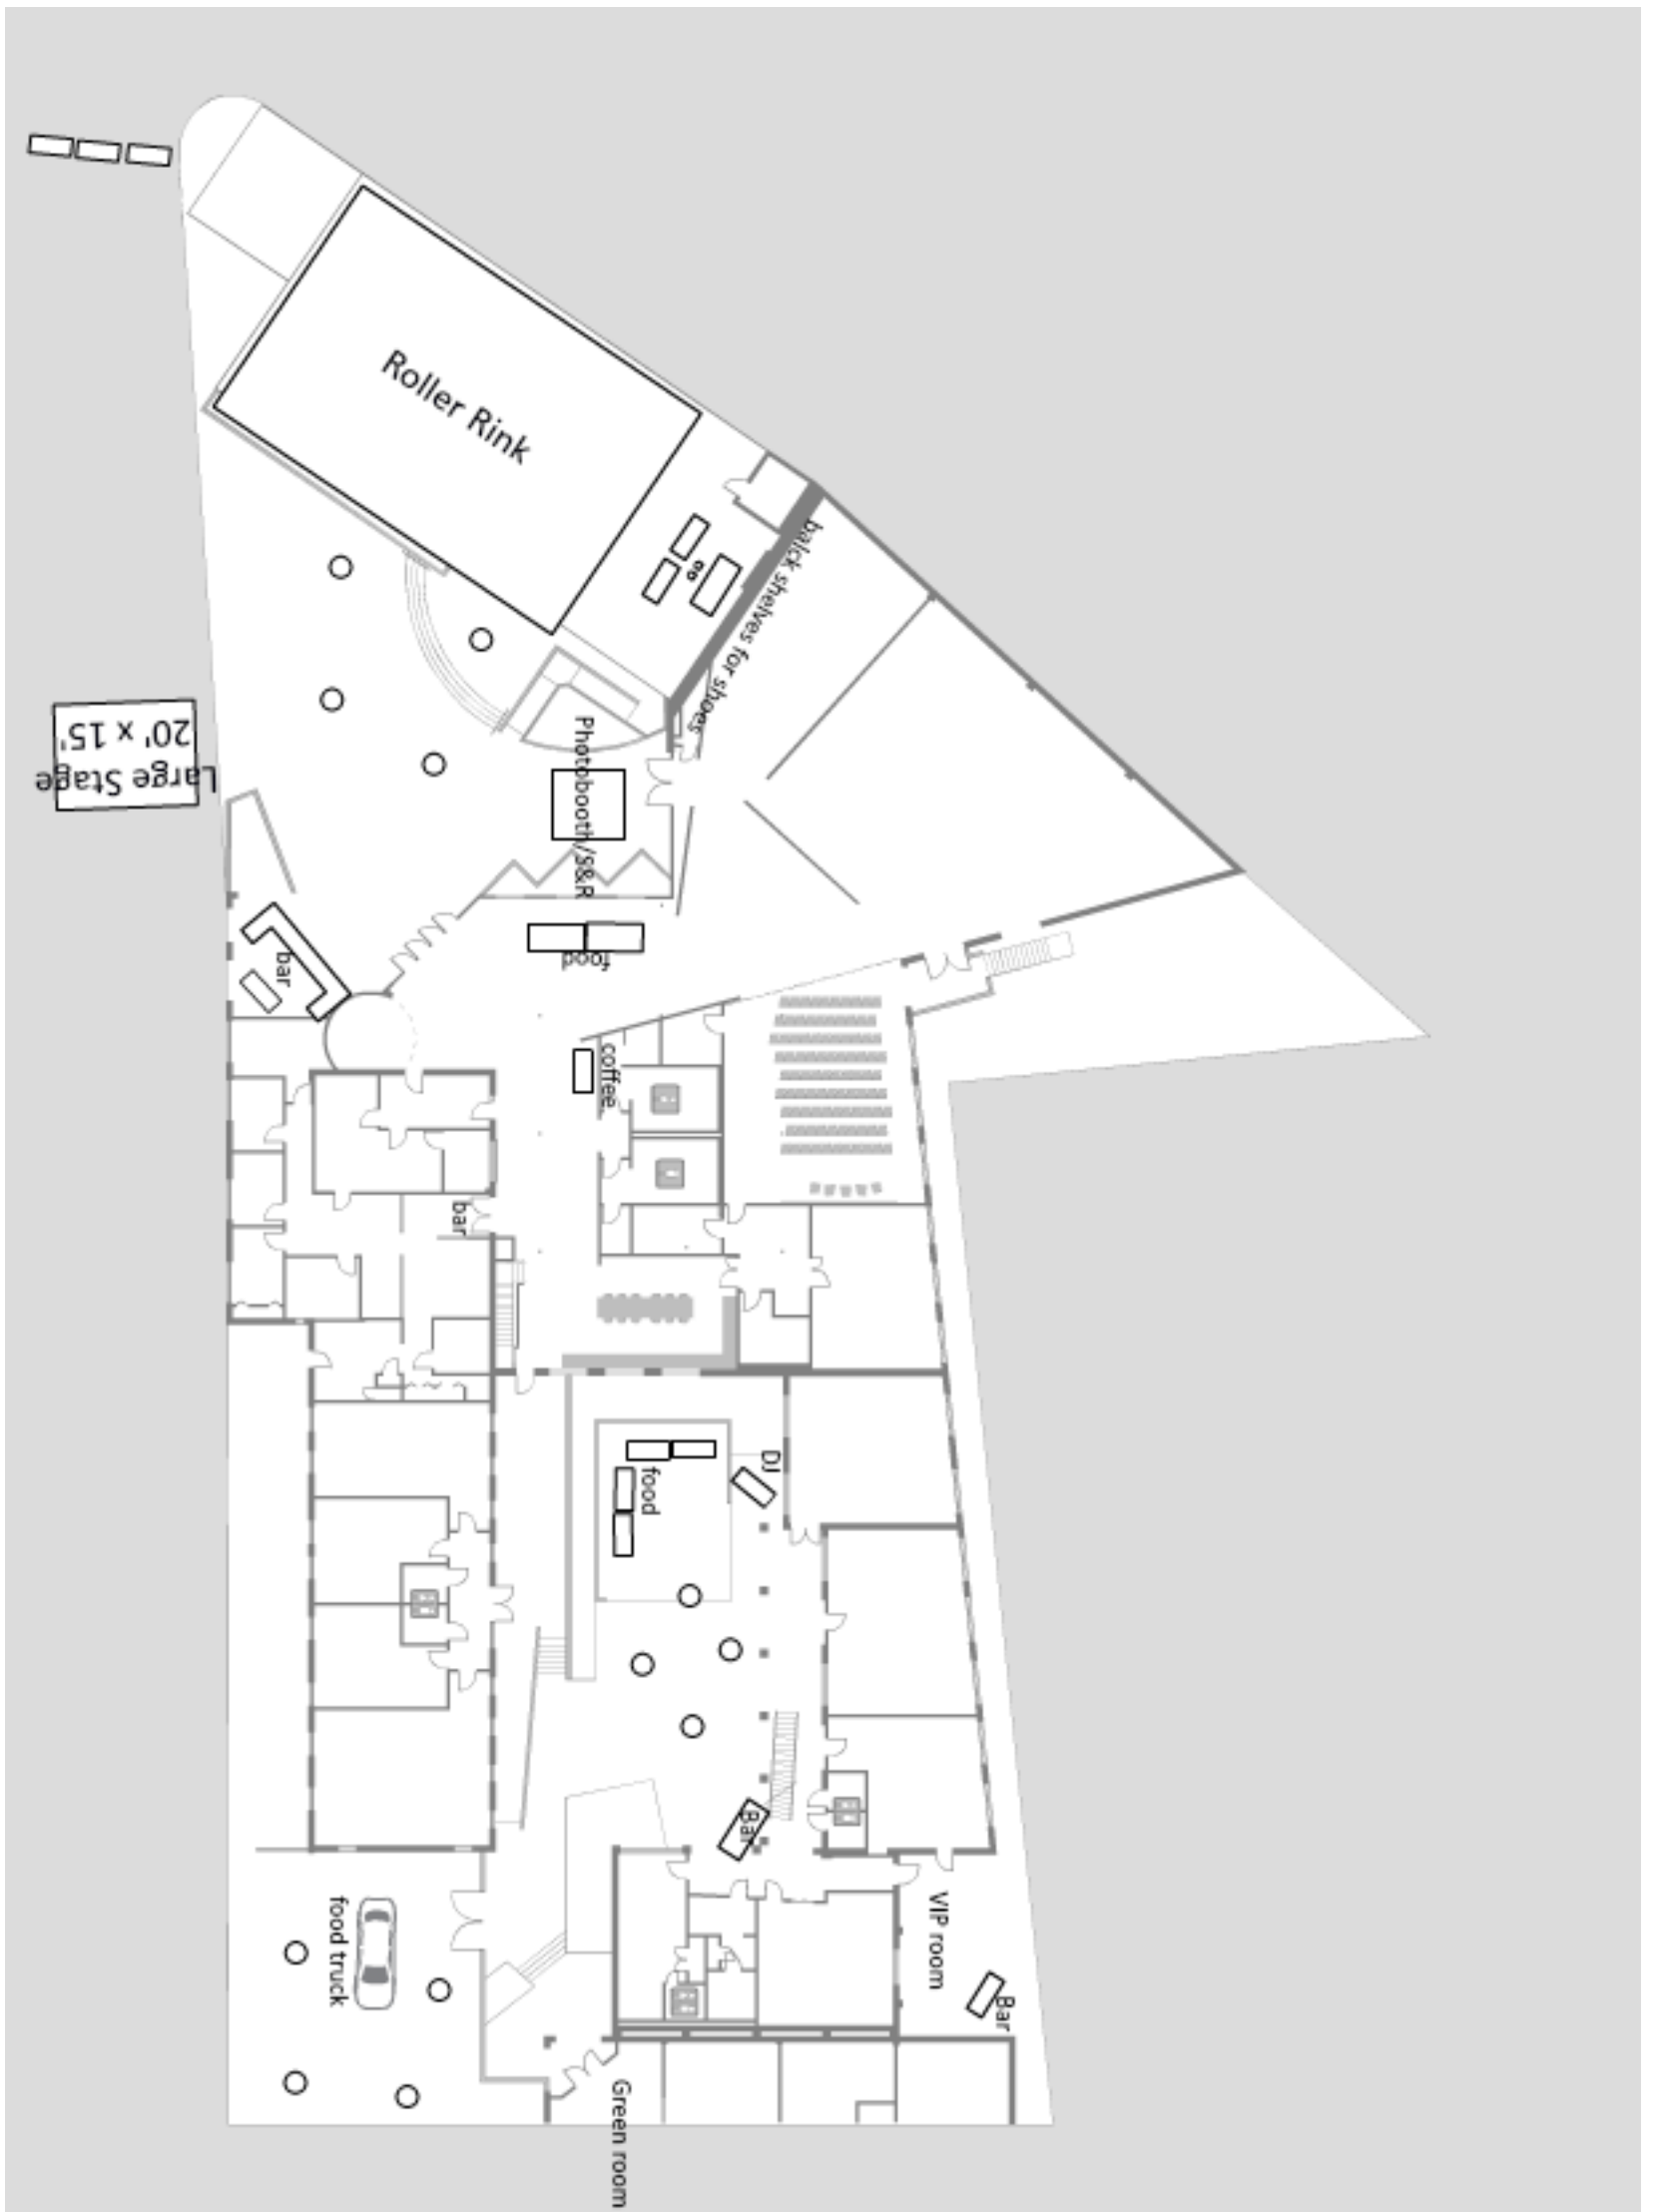 Roller Rink
balck shelves for shoes
Large Stage
20' x 15'
Photobooth/S&R
food
bar
coffee
bar
DJ
food
Bar
VIP room
food truck
Bar
Green room